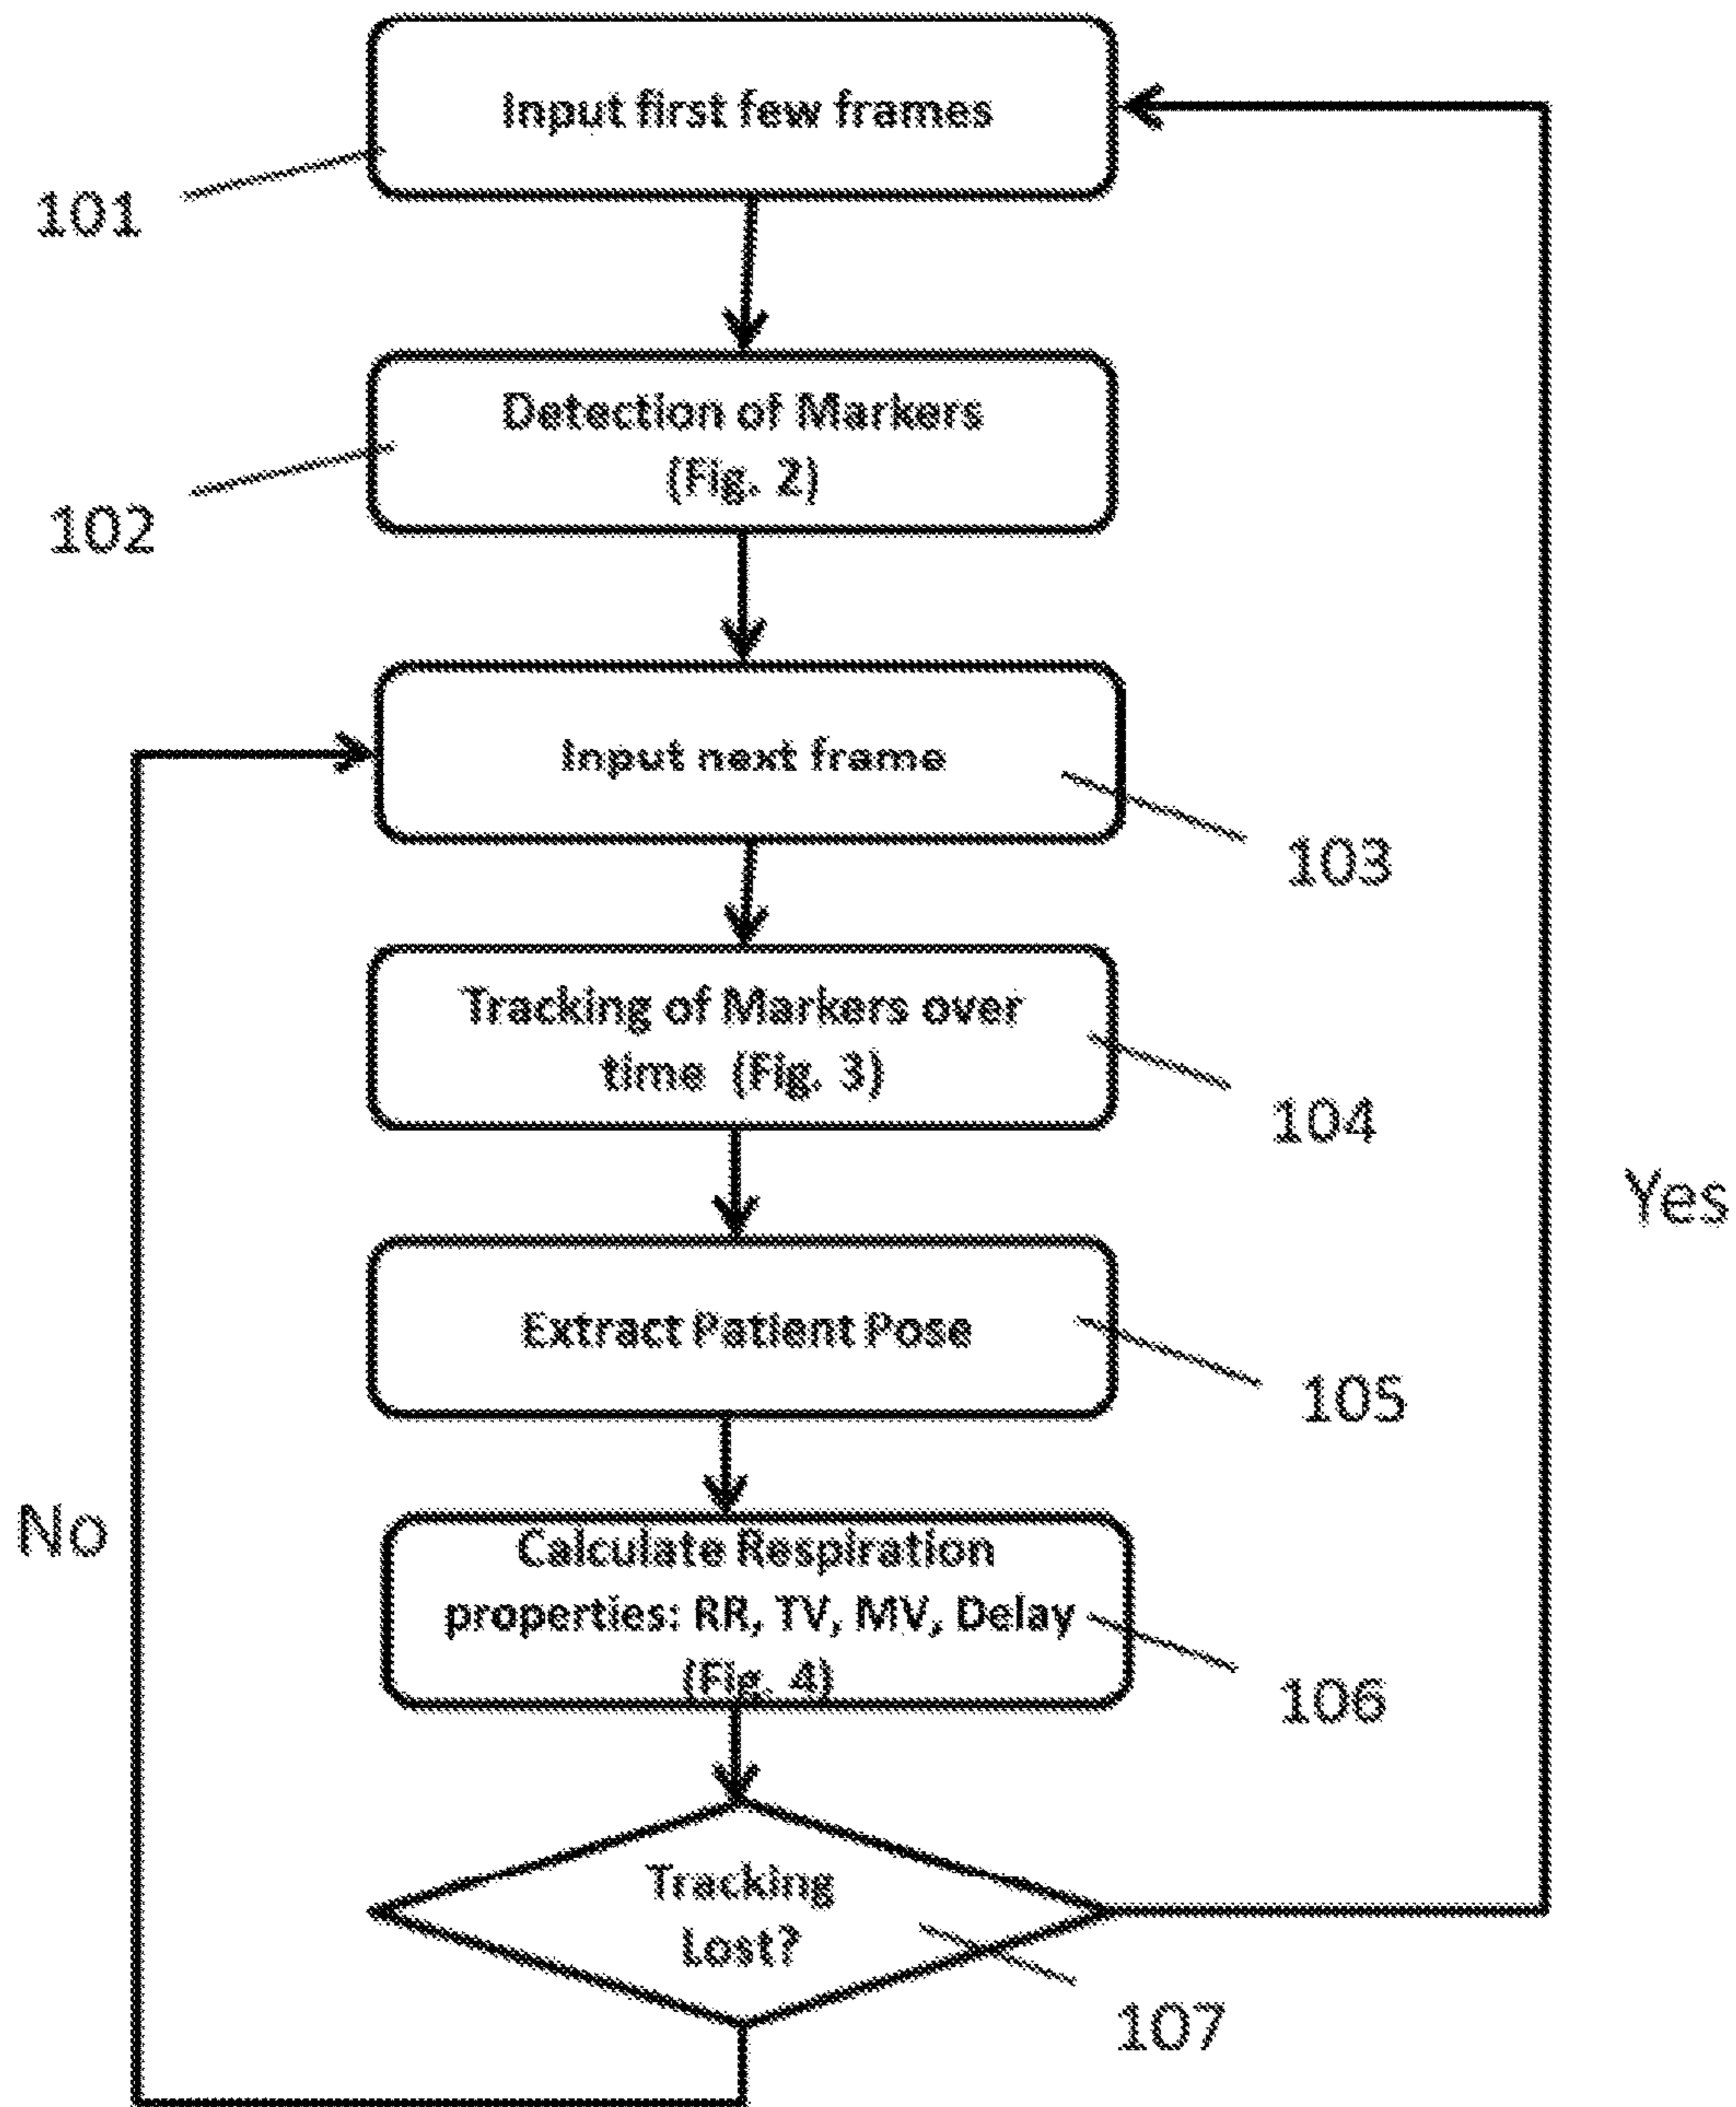 Input first few frames
101
Detection of Markers
(Fig. 2)
102
Input next frame
103
Tracking of Markers over
time (Fig. 3)
104
Yes
Extract Patient Pose
105
No
Calculate Respiration
properties: RR, TV, MV, Delay
(Fig. 4)
106
Tracking
Lost?
107